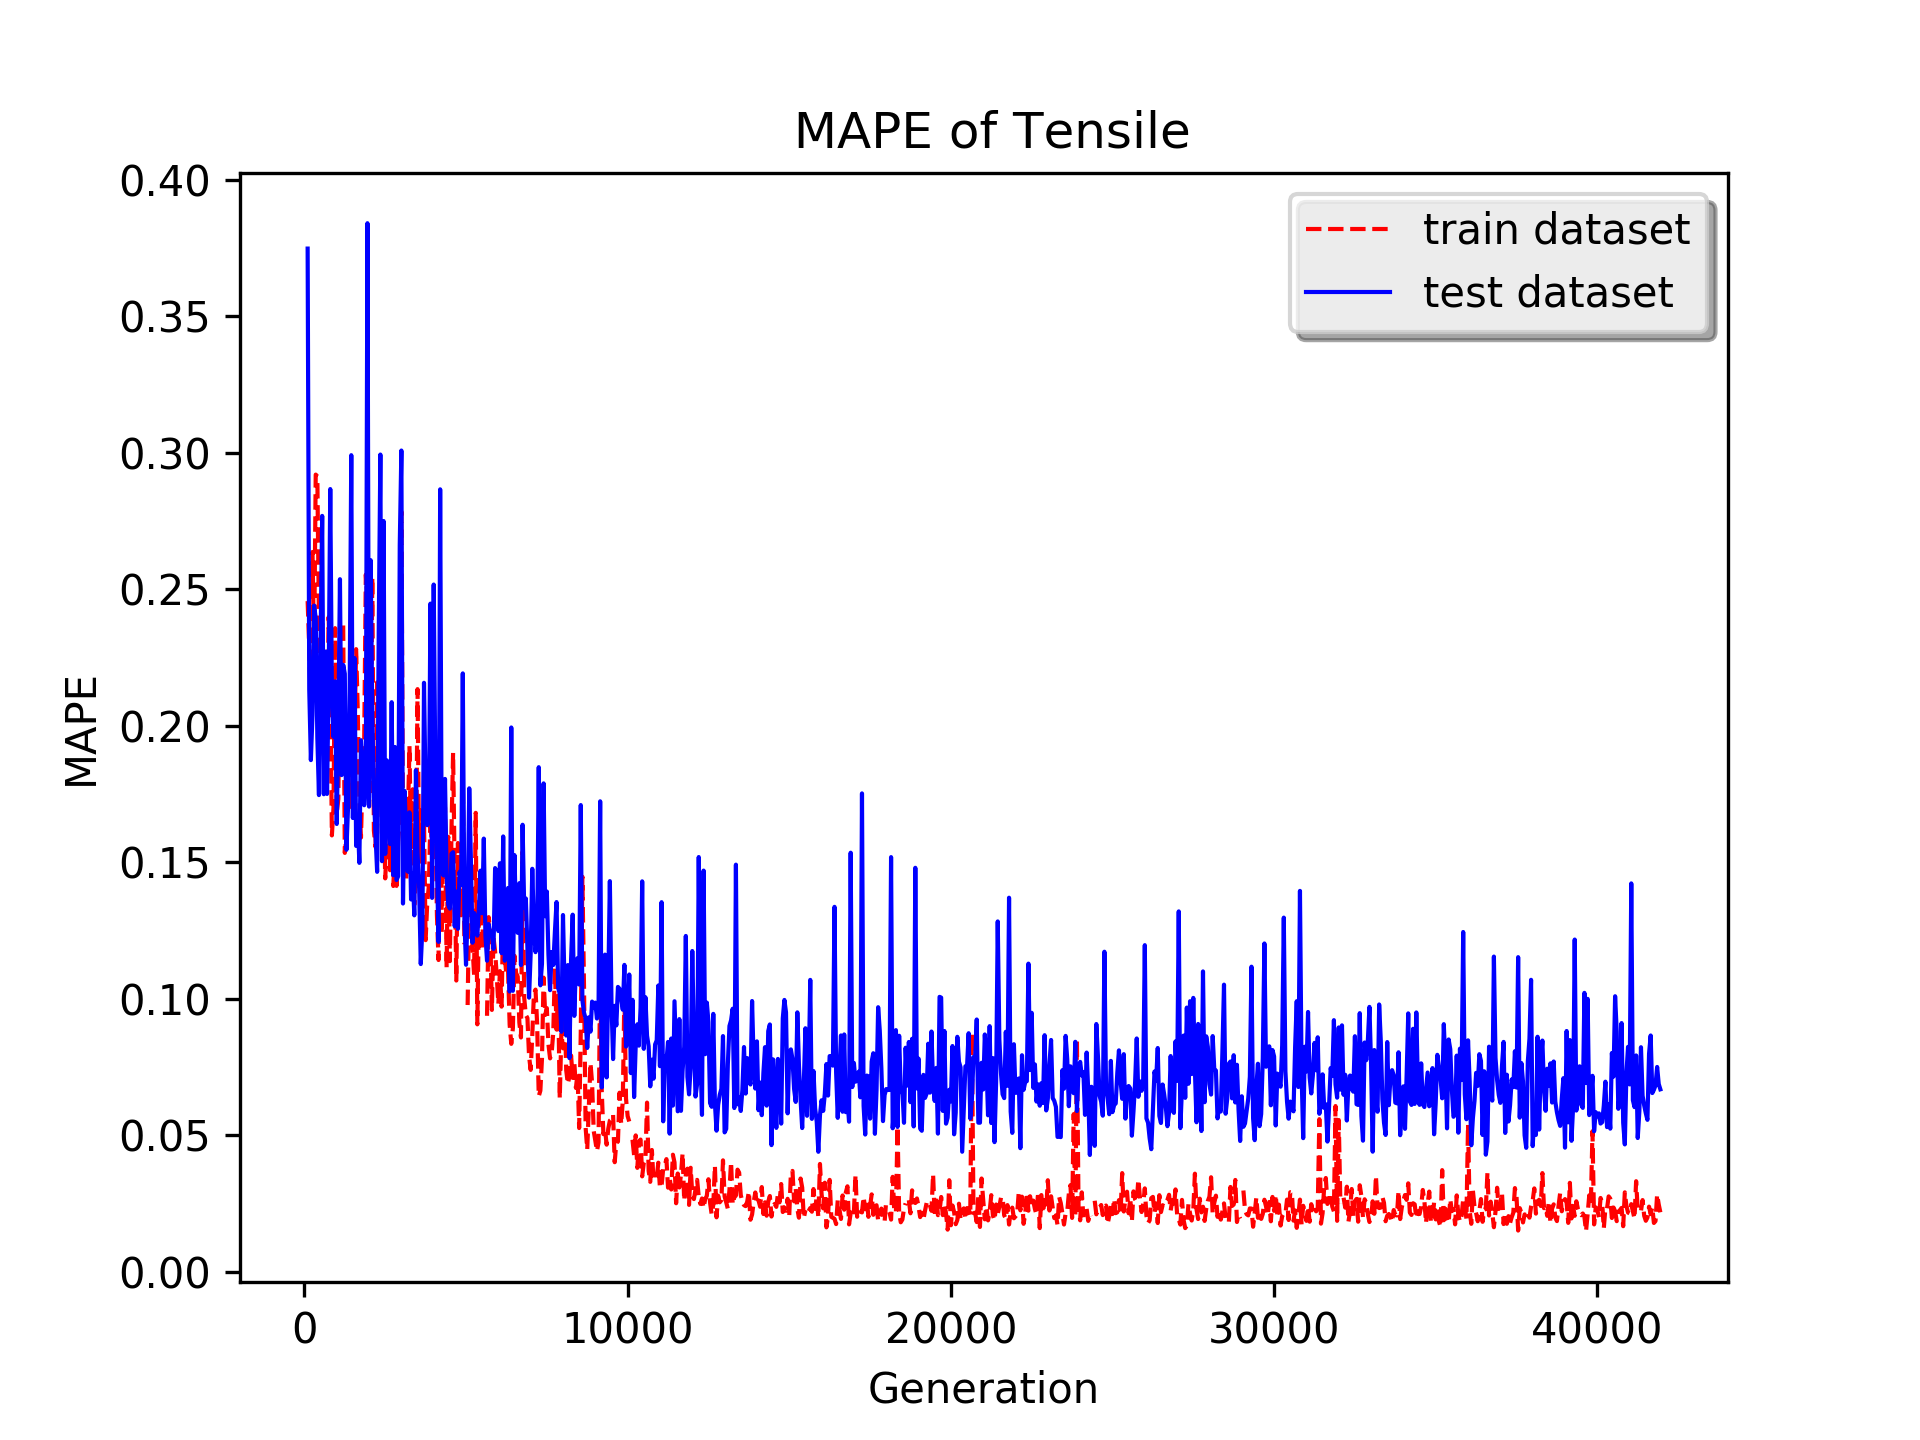 MAPE of Tensile
0.40
0.35
0.30
0.25
0.20
0.15
0.10
0.05
0.00
MAPE
train dataset
test dataset
0 10000 20000 30000 40000
Generation